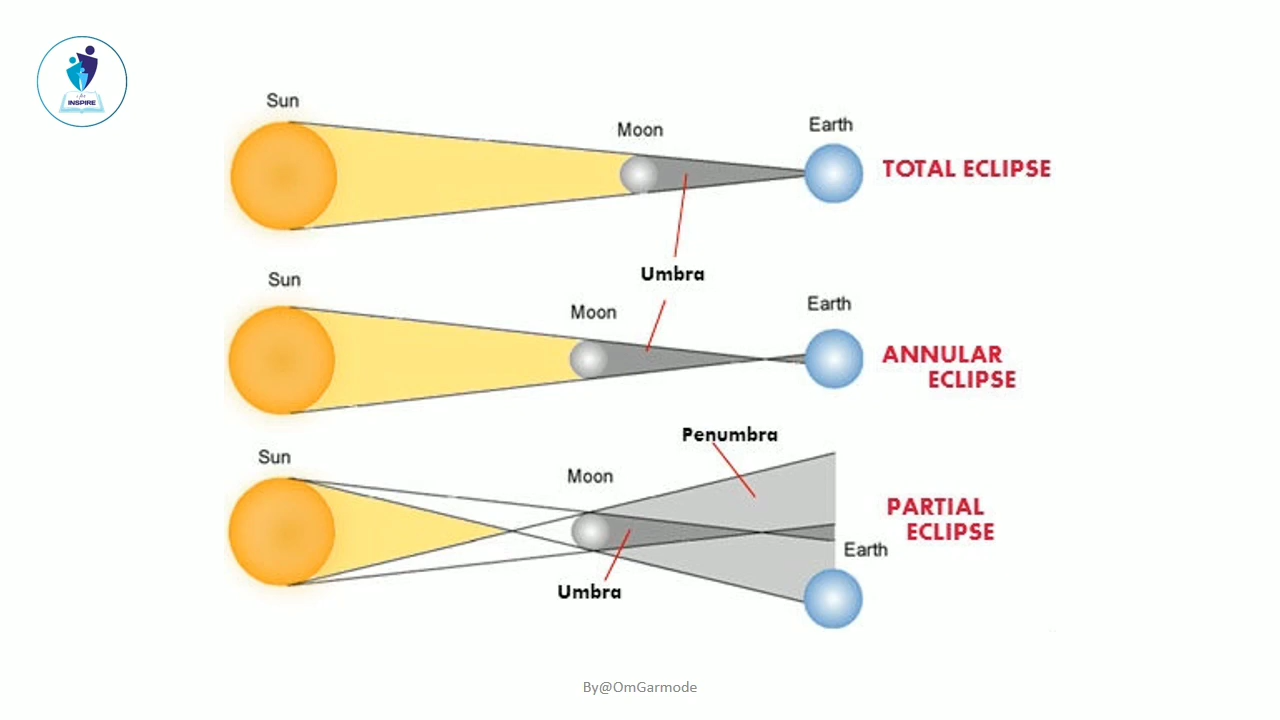 INSPIRE
Sun
Moon
Earth
TOTAL ECLIPSE
Umbra
Sun
Moon
Earth
ANNULAR
ECLIPSE
Penumbra
Sun
Moon
PARTIAL
ECLIPSE
Earth
Umbra
By@OmGarmode